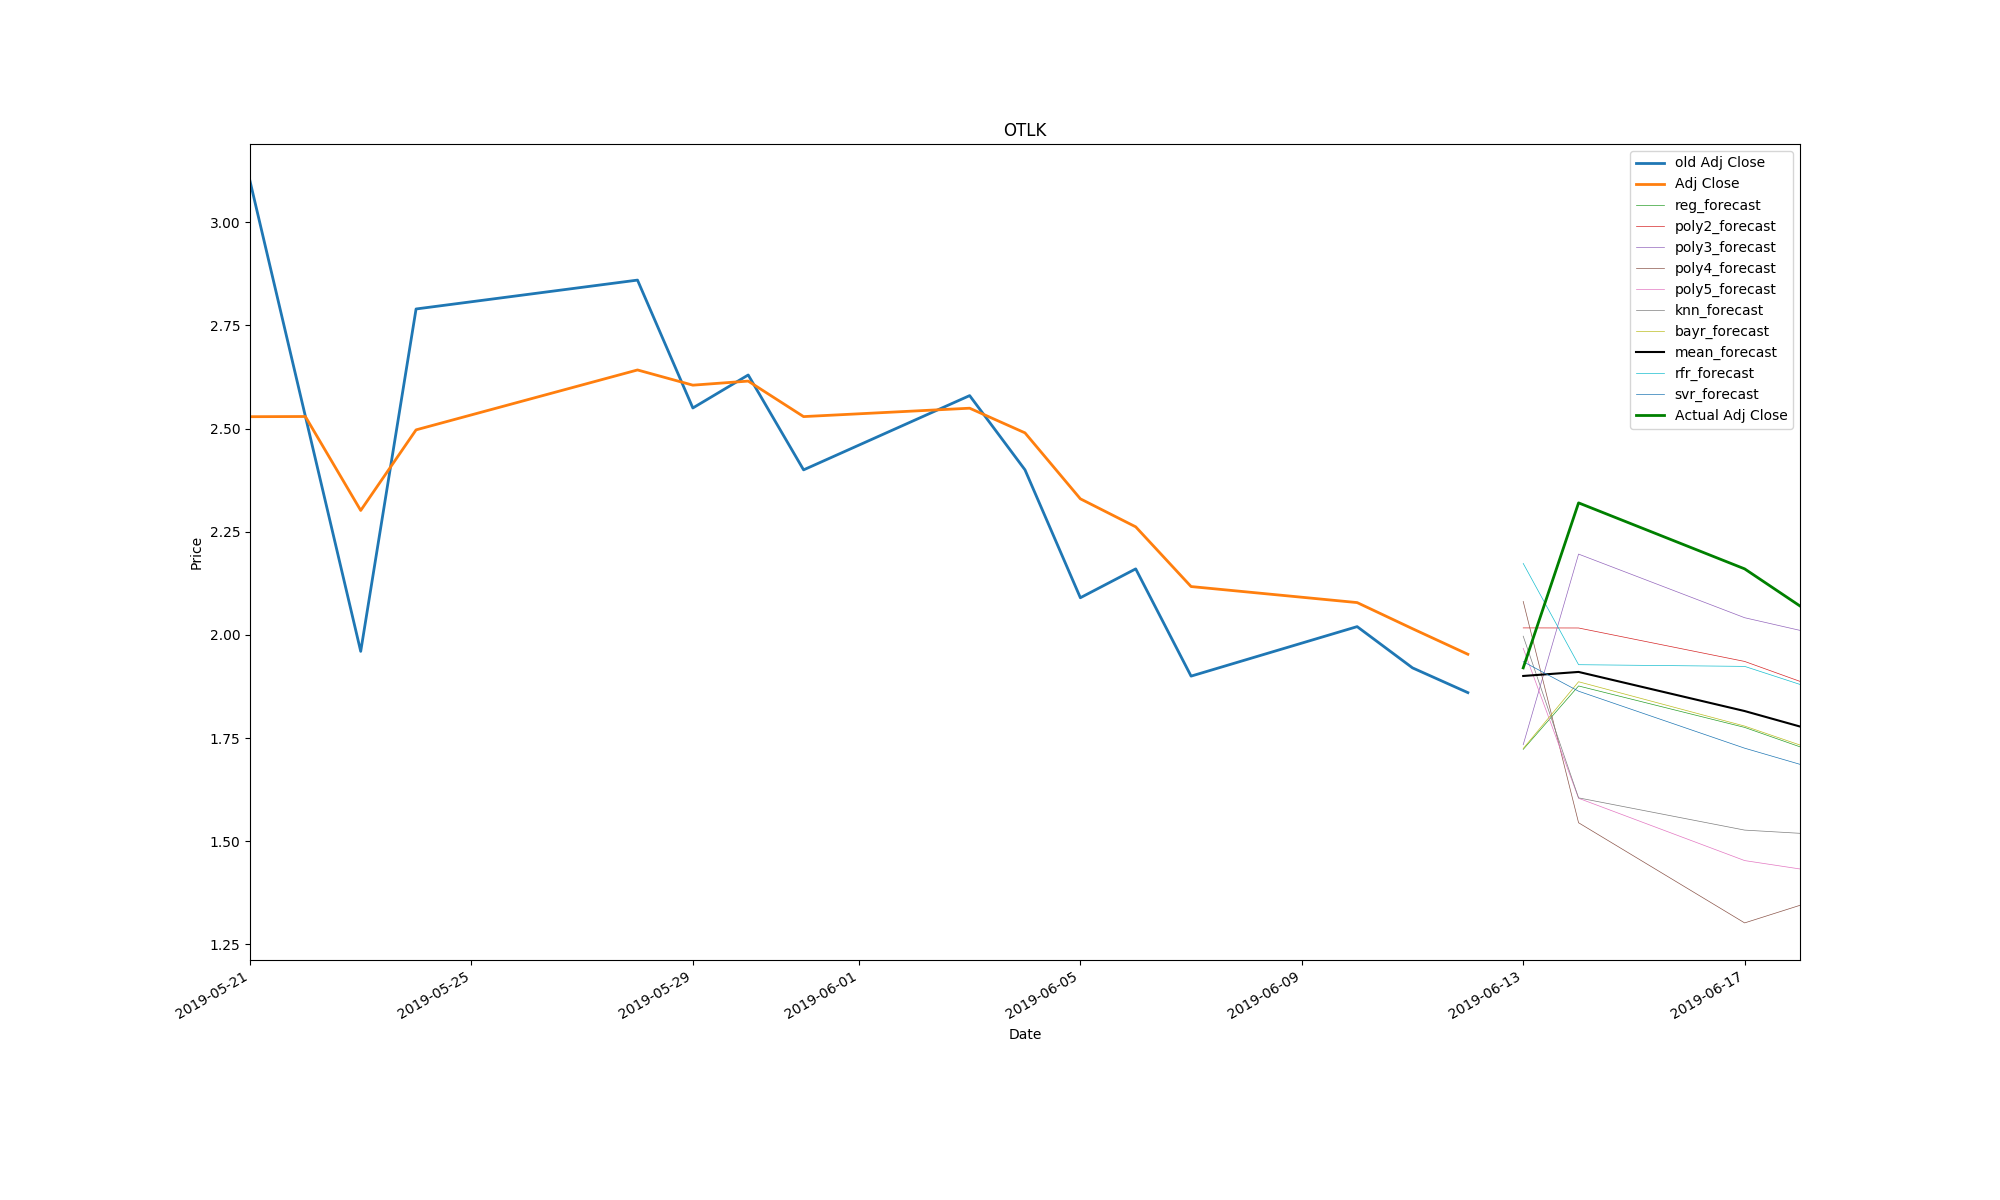 OTLK
old Adj Close
Adj Close
reg_forecast
poly2_forecast
poly3_forecast
poly4_forecast
poly5_forecast
knn_forecast
bayr_forecast
mean_forecast
rfr_forecast
svr_forecast
Actual Adj Close
3.00
2.75
2.50
2.25
2.00
1.75
1.50
1.25
Price
2019-05-21
2019-05-25
2019-05-29
2019-06-01
2019-06-05
2019-06-09
2019-06-13
2019-06-17
Date